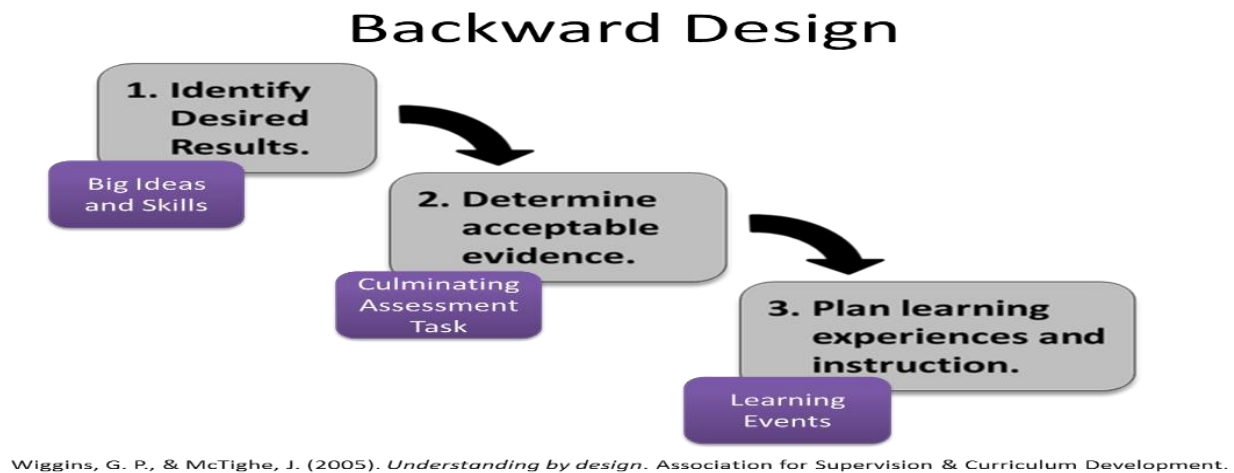 Backward Design
1. Identify
Desired
Results.
Big Ideas
and Skills
2. Determine
acceptable
evidence.
Culminating
Assessment
Task
3. Plan learning
experiences and
instruction.
Learning
Events
Wiggins, G. P., & McTighe, J. (2005). Understanding by design. Association for Supervision & Curriculum Development.